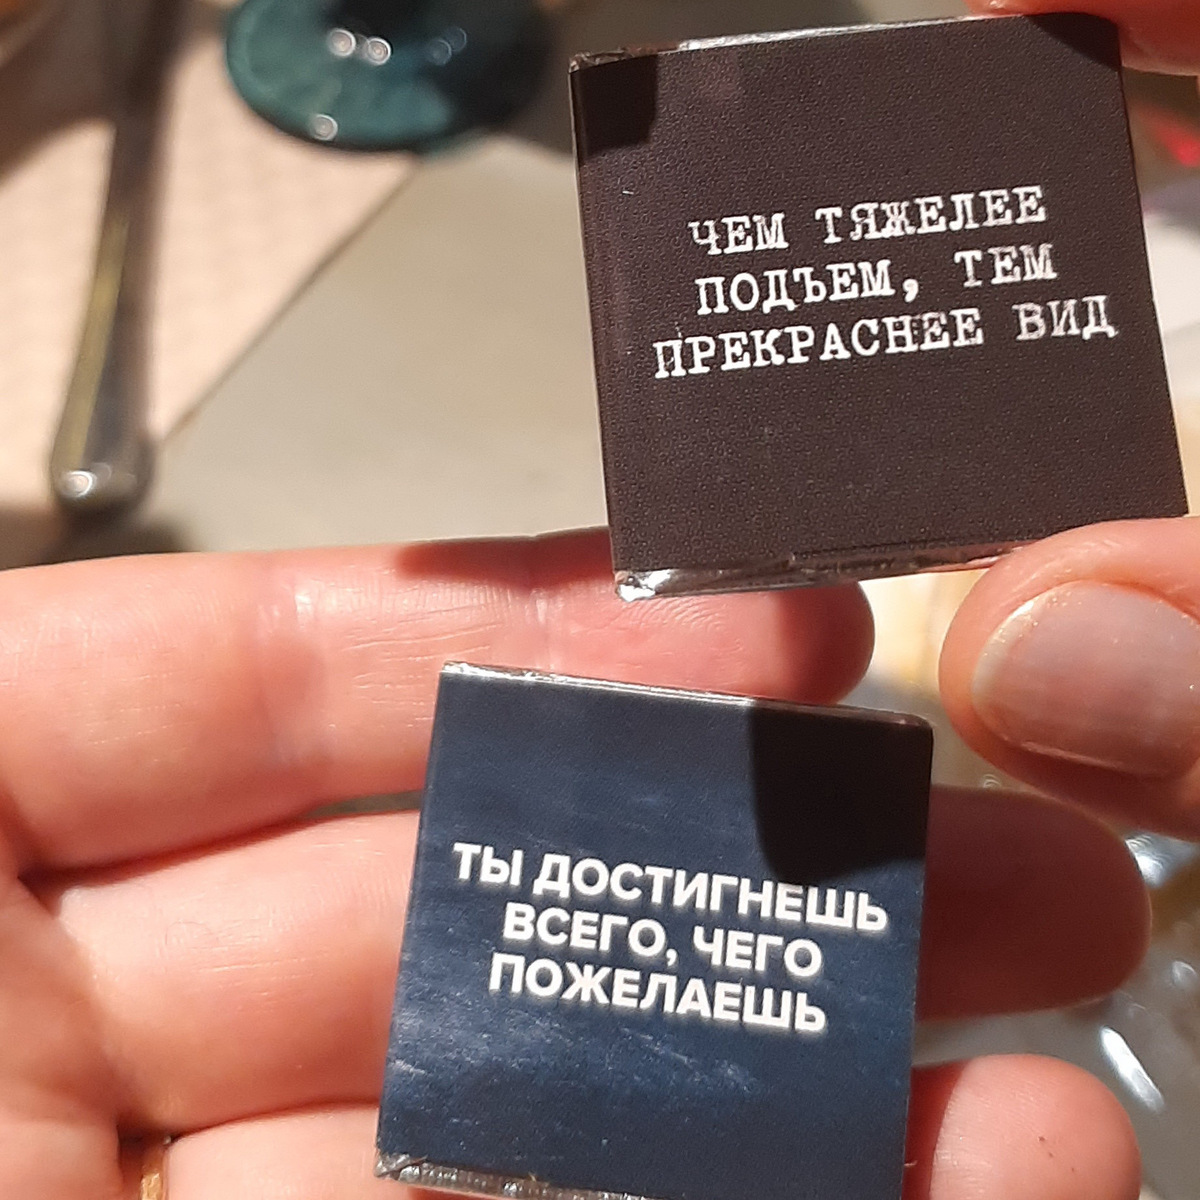 ЧЕМ ТЯЖЕЛЕЕ
ПОДЪЕМ, ТЕМ
ПРЕКРАСНЕЕ ВИД
ТЫ ДОСТИГНЕШЬ
ВСЕГО, ЧЕГО
ПОЖЕЛАЕШЬ